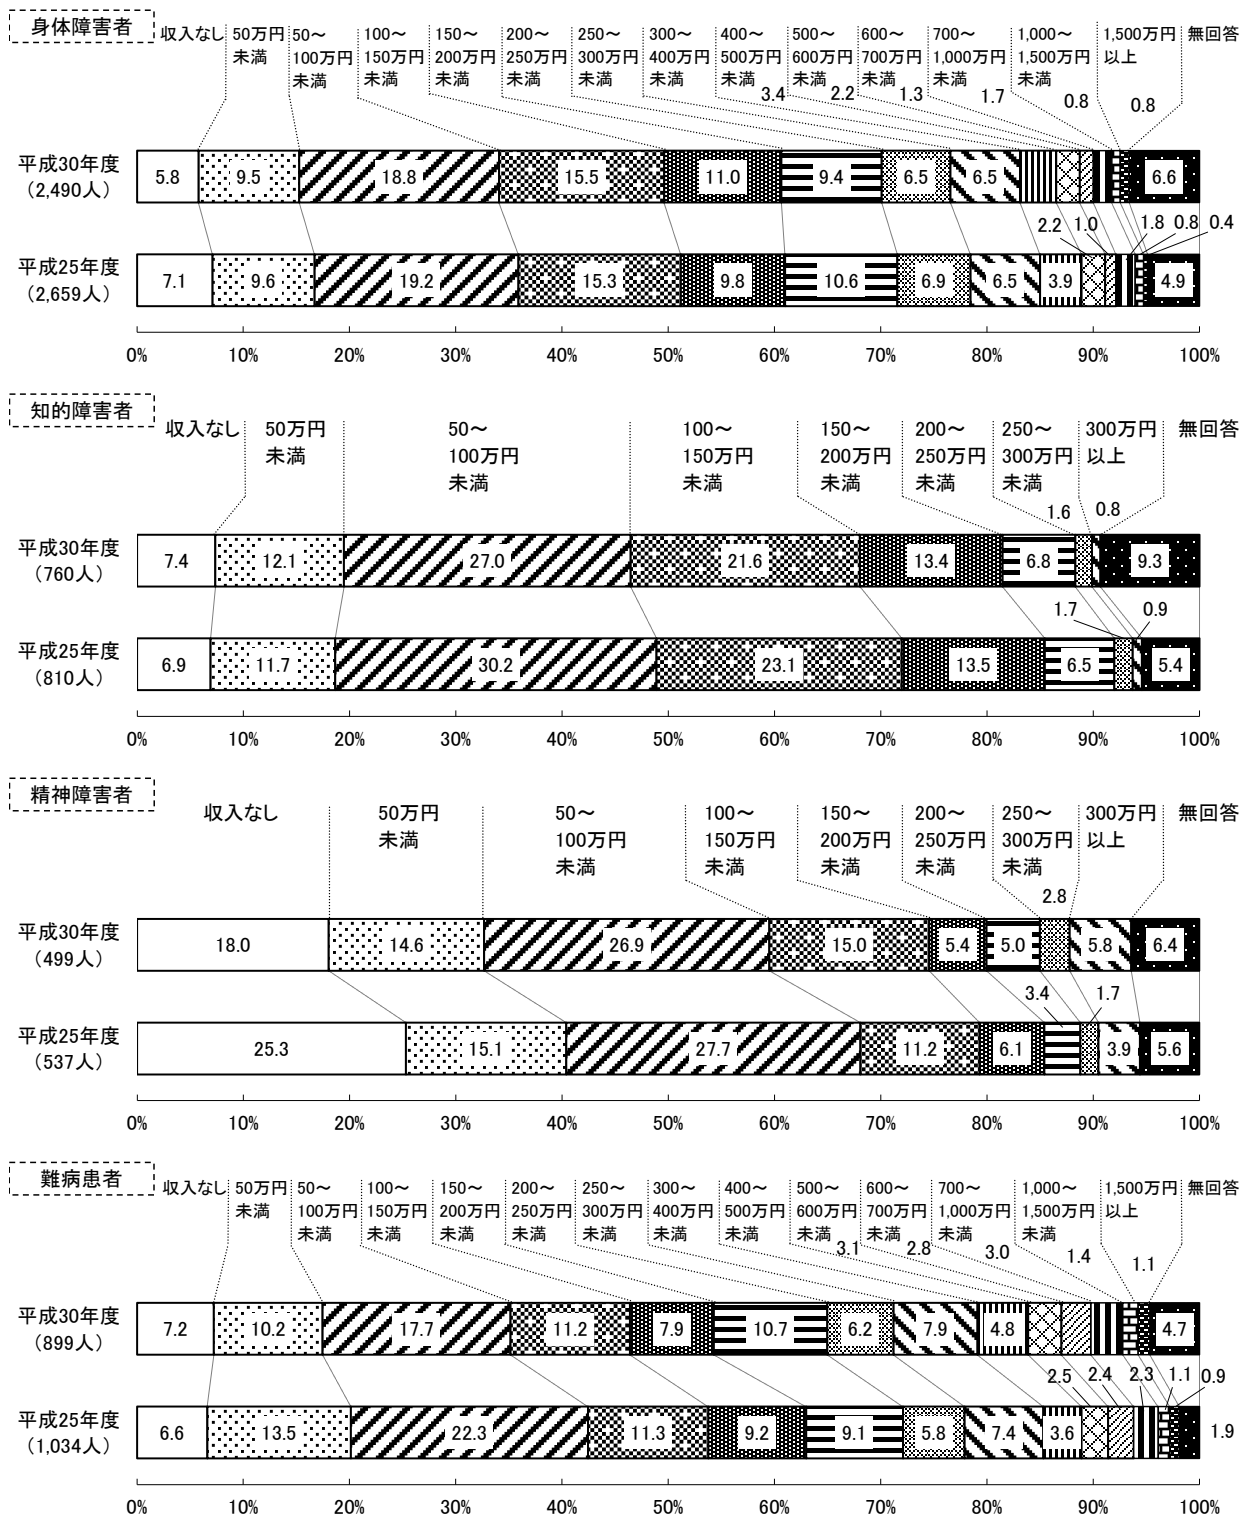 身体障害者
収入なし 50万円未満 50～100万円未満 100～150万円未満 150～200万円未満 200～250万円未満 250～300万円未満 300～400万円未満 400～500万円未満 500～600万円未満 600～700万円未満 700～1,000万円未満 1,000～1,500万円未満 1,500万円以上 無回答
3.4 2.2 1.3 1.7 0.8 0.8
平成30年度
（2,490人）
5.8 9.5 18.8 15.5 11.0 9.4 6.5 6.5 6.6
2.2 1.0 1.8 0.8 0.4
平成25年度
（2,659人）
7.1 9.6 19.2 15.3 9.8 10.6 6.9 6.5 3.9 4.9
0% 10% 20% 30% 40% 50% 60% 70% 80% 90% 100%
知的障害者
収入なし 50万円未満 50～100万円未満 100～150万円未満 150～200万円未満 200～250万円未満 250～300万円未満 300万円以上 無回答
1.6 0.8
平成30年度
（760人）
7.4 12.1 27.0 21.6 13.4 6.8 9.3
1.7 0.9
平成25年度
（810人）
6.9 11.7 30.2 23.1 13.5 6.5 5.4
0% 10% 20% 30% 40% 50% 60% 70% 80% 90% 100%
精神障害者
収入なし 50万円未満 50～100万円未満 100～150万円未満 150～200万円未満 200～250万円未満 250～300万円未満 300万円以上 無回答
2.8
平成30年度
（499人）
18.0 14.6 26.9 15.0 5.4 5.0 5.8 6.4
3.4 1.7
平成25年度
（537人）
25.3 15.1 27.7 11.2 6.1 3.9 5.6
0% 10% 20% 30% 40% 50% 60% 70% 80% 90% 100%
難病患者
収入なし 50万円未満 50～100万円未満 100～150万円未満 150～200万円未満 200～250万円未満 250～300万円未満 300～400万円未満 400～500万円未満 500～600万円未満 600～700万円未満 700～1,000万円未満 1,000～1,500万円未満 1,500万円以上 無回答
3.1 2.8 3.0 1.4 1.1
平成30年度
（899人）
7.2 10.2 17.7 11.2 7.9 10.7 6.2 7.9 4.8 4.7
2.5 2.4 2.3 1.1 0.9
平成25年度
（1,034人）
6.6 13.5 22.3 11.3 9.2 9.1 5.8 7.4 3.6 1.9
0% 10% 20% 30% 40% 50% 60% 70% 80% 90% 100%